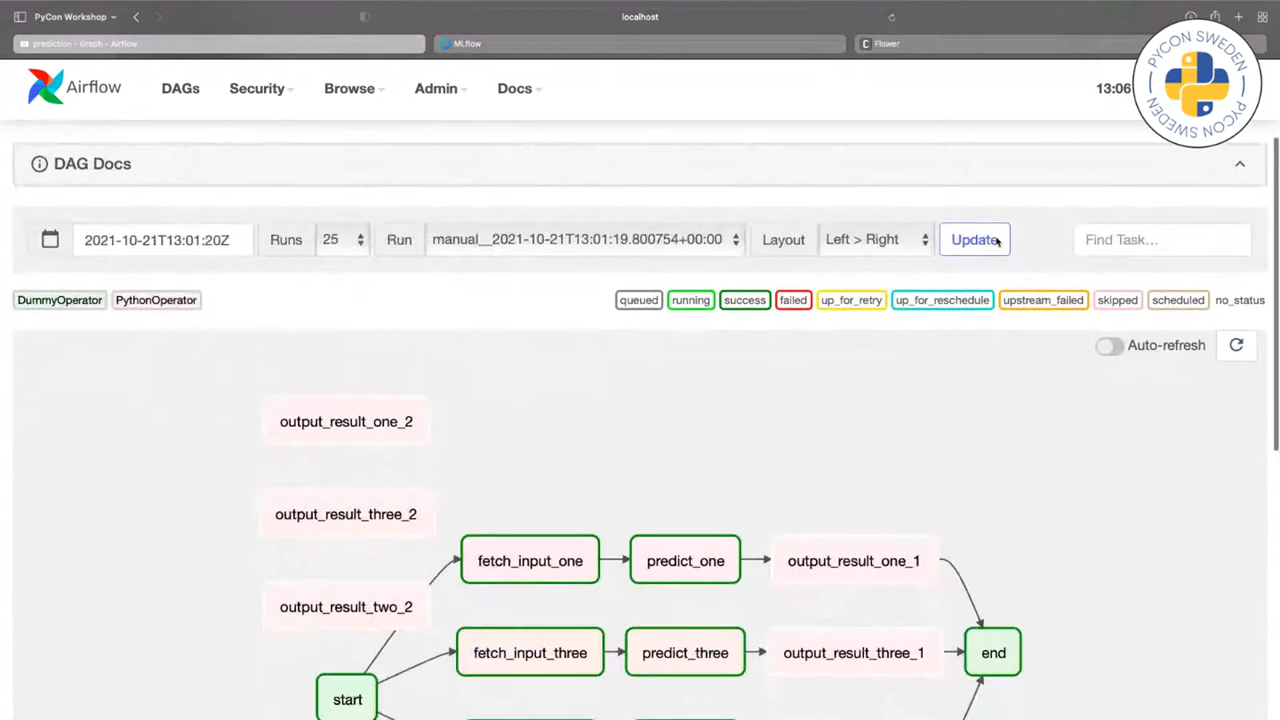 PyCon Workshop
localhost
prediction - Graph - Airflow
MLflow
C Flower
Airflow
DAGs
Security
Browse
Admin
Docs
13:06
PYCON SWEDEN
PYCON SWEDEN
DAG Docs
2021-10-21T13:01:20Z
Runs
25
Run
manual__2021-10-21T13:01:19.800754+00:00
Layout
Left > Right
Update
Find Task...
DummyOperator
PythonOperator
queued
running
success
failed
up_for_retry
up_for_reschedule
upstream_failed
skipped
scheduled
no_status
Auto-refresh
output_result_one_2
output_result_three_2
fetch_input_one
predict_one
output_result_one_1
output_result_two_2
fetch_input_three
predict_three
output_result_three_1
end
start